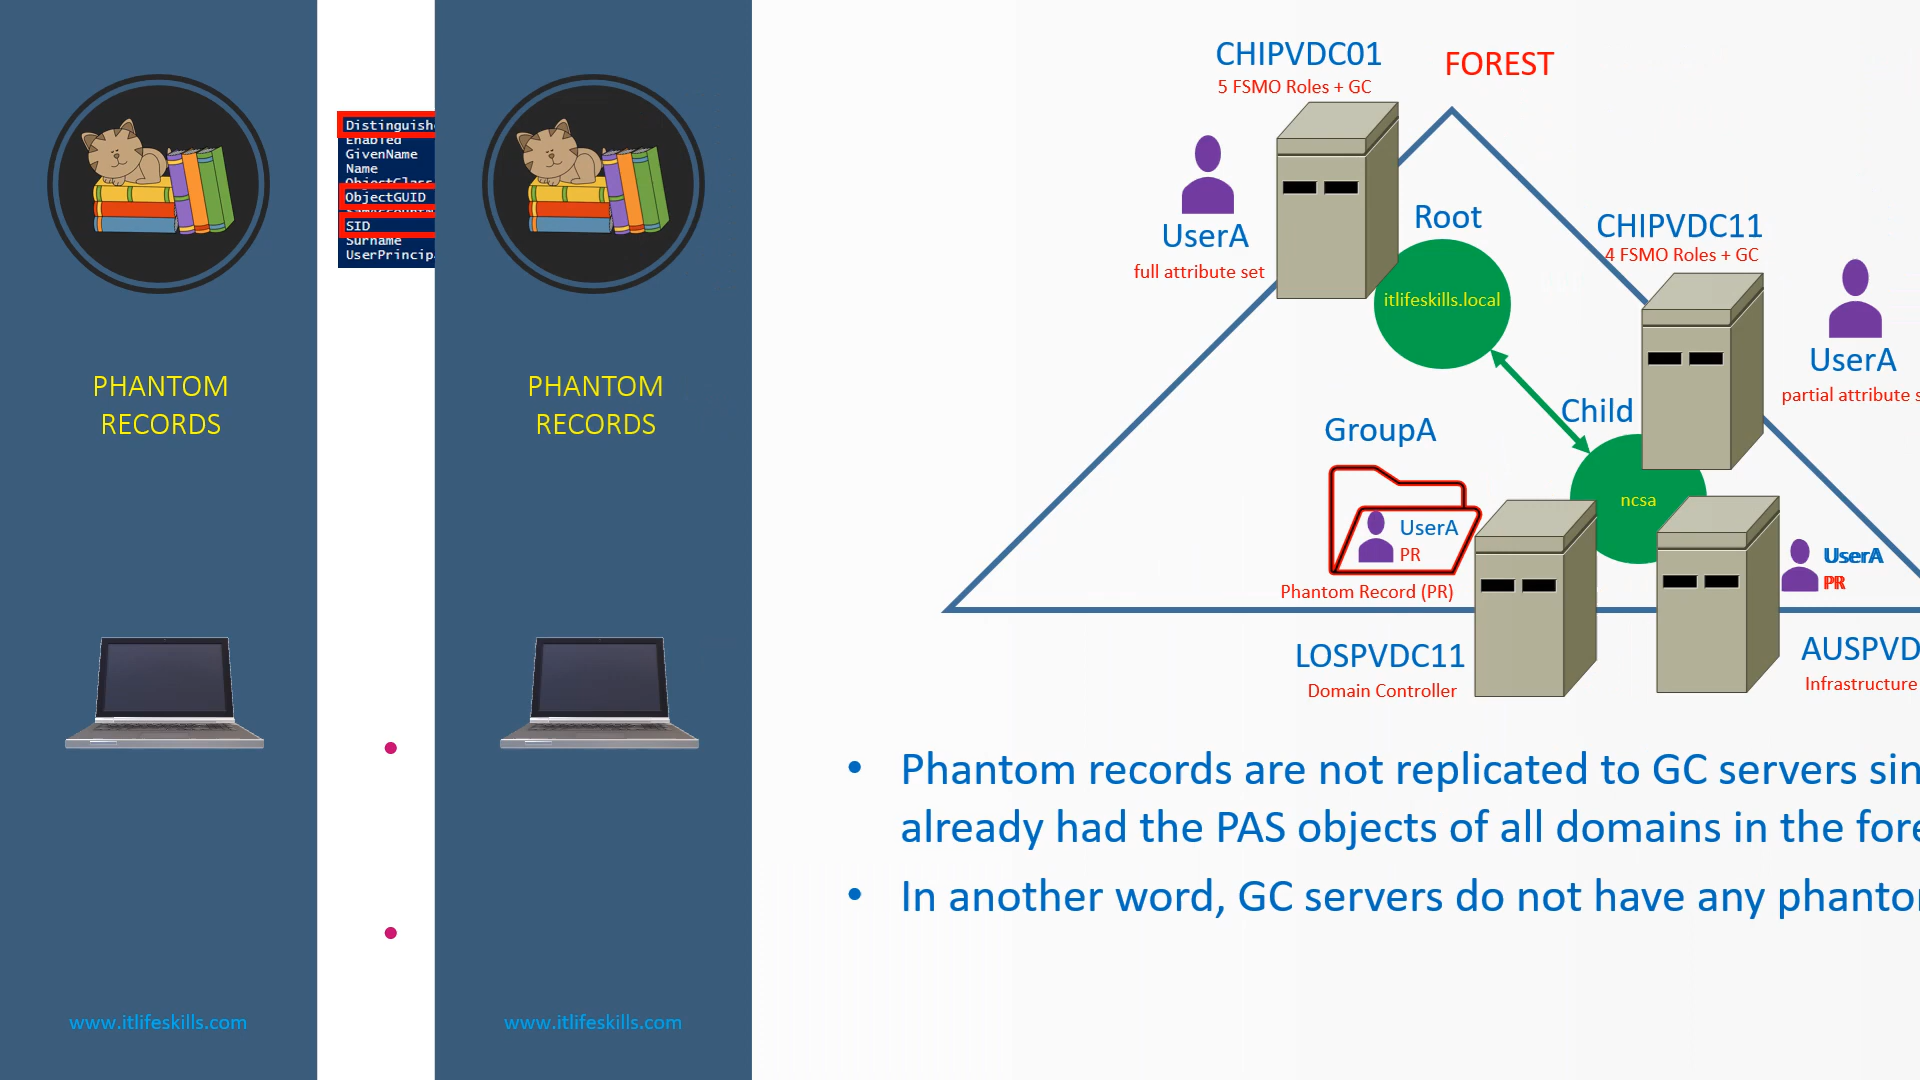 PHANTOM
RECORDS
www.itlifeskills.com
GivenName
Name
ObjectGUID
SID
Surname
PHANTOM
RECORDS
www.itlifeskills.com
CHIPVDC01
5 FSMO Roles + GC
FOREST
UserA
full attribute set
Root
itlifeskills.local
CHIPVDC11
4 FSMO Roles + GC
UserA
partial attribute s
Child
ncsa
GroupA
UserA
PR
Phantom Record (PR)
UserA
PR
LOSPVDC11
Domain Controller
AUSPVD
Infrastructure
• Phantom records are not replicated to GC servers sin
already had the PAS objects of all domains in the fore
• In another word, GC servers do not have any phanto